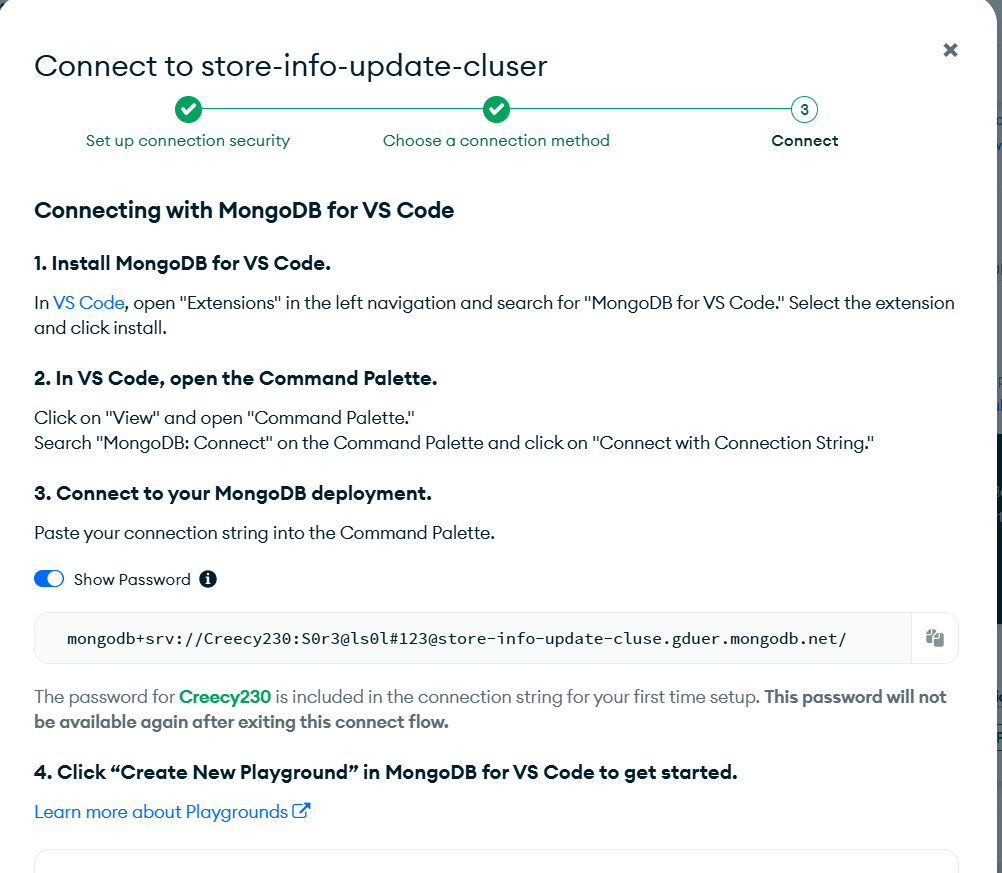 Connect to store-info-update-cluser
3
Set up connection security
Choose a connection method
Connect
Connecting with MongoDB for VS Code
1. Install MongoDB for VS Code.
In VS Code, open "Extensions" in the left navigation and search for "MongoDB for VS Code." Select the extension
and click install.
2. In VS Code, open the Command Palette.
Click on "View" and open "Command Palette."
Search "MongoDB: Connect" on the Command Palette and click on "Connect with Connection String."
3. Connect to your MongoDB deployment.
Paste your connection string into the Command Palette.
Show Password
mongodb+srv://Creecy230:S0r3@ls0l#123@store-info-update-cluse.gduer.mongodb.net/
The password for Creecy230 is included in the connection string for your first time setup. This password will not
be available again after exiting this connect flow.
4. Click “Create New Playground” in MongoDB for VS Code to get started.
Learn more about Playgrounds